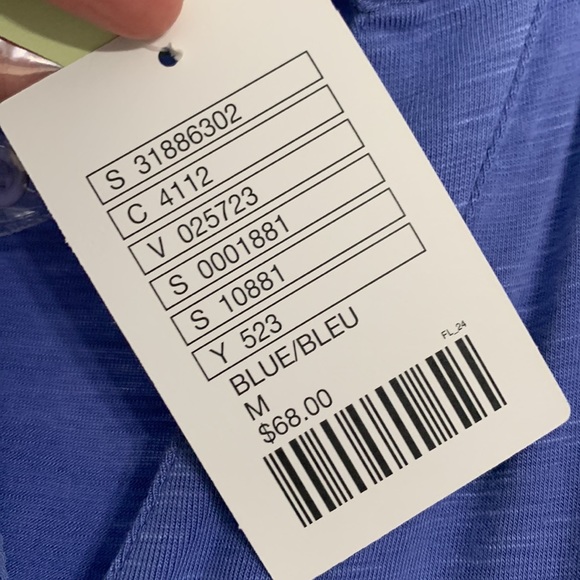 S 31886302
C 4112
V 025723
S 0001881
S 10881
Y 523
BLUE/BLEU
M
$68.00
FL_24